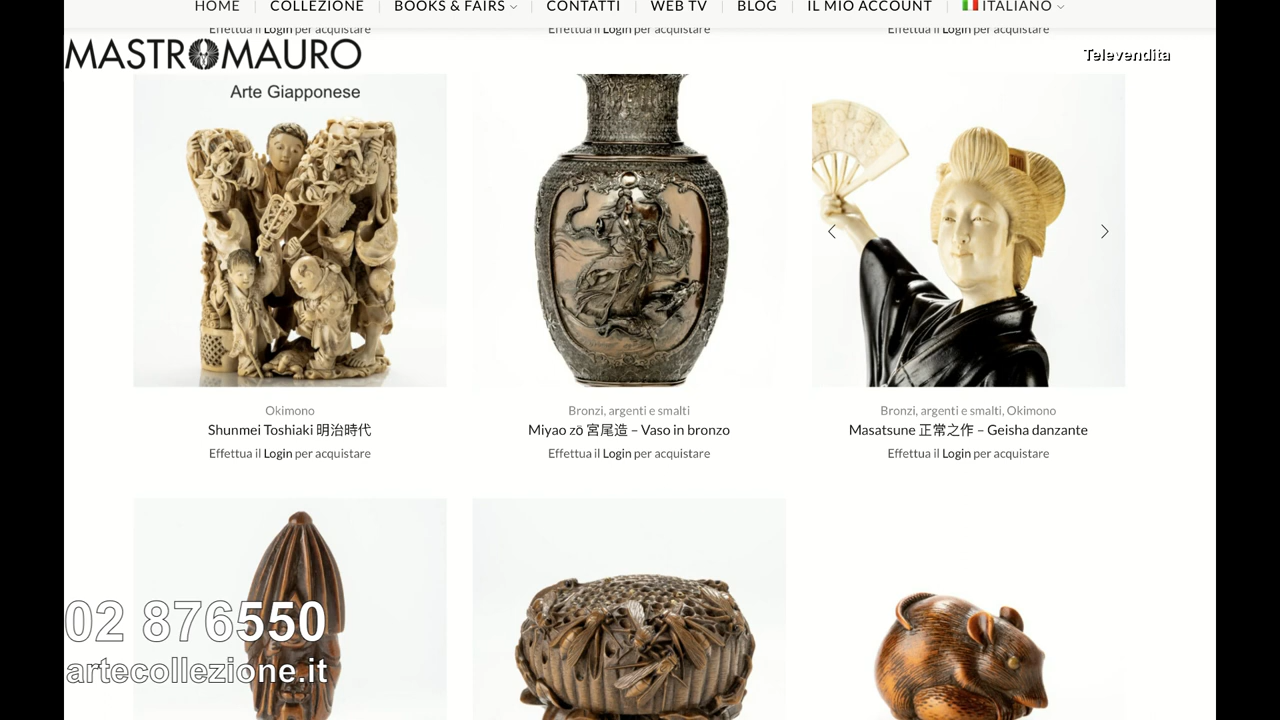 HOME
COLLEZIONE
BOOKS & FAIRS
CONTATTI
WEB TV
BLOG
IL MIO ACCOUNT
ITALIANO
Effettua il Login per acquistare
Effettua il Login per acquistare
Effettua il Login per acquistare
MASTROMAURO
Televendita
Arte Giapponese
Okimono
Shunmei Toshiaki 明治時代
Effettua il Login per acquistare
Bronzi, argenti e smalti
Miyao zō 宮尾造 – Vaso in bronzo
Effettua il Login per acquistare
Bronzi, argenti e smalti, Okimono
Masatsune 正常之作 – Geisha danzante
Effettua il Login per acquistare
02 876550
artecollezione.it